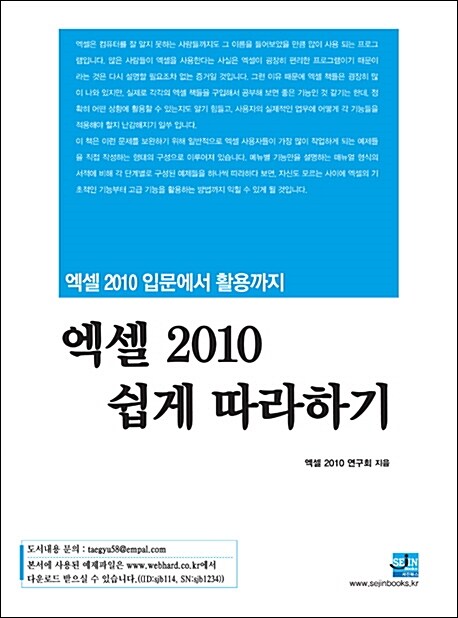 엑셀은 컴퓨터를 잘 알지 못하는 사람들까지도 그 이름을 들어보았을 만큼 많이 사용 되는 프로그
램입니다. 많은 사람들이 엑셀을 사용한다는 사실은 엑셀이 굉장히 편리한 프로그램이기 때문이
라는 것은 다시 설명할 필요조차 없는 증거일 것입니다. 그런 이유 때문에 엑셀 책들은 굉장히 많
이 나와 있지만, 실제로 각각의 엑셀 책들을 구입해서 공부해 보면 좋은 기능인 것 같기는 한데, 정
확히 어떤 상황에 활용할 수 있는지도 알기 힘들고, 사용자의 실제적인 업무에 어떻게 각 기능들을
적용해야 할지 난감해지기 일쑤 입니다.
이 책은 이런 문제를 보완하기 위해 일반적으로 엑셀 사용자들이 가장 많이 작업하게 되는 예제들
을 직접 작성하는 형태의 구성으로 이루어져 있습니다. 메뉴별 기능만을 설명하는 매뉴얼 형식의
서적에 비해 각 단계별로 구성된 예제들을 하나씩 따라하다 보면, 자신도 모르는 사이에 엑셀의 기
초적인 기능부터 고급 기능을 활용하는 방법까지 익힐 수 있게 될 것입니다.
엑셀 2010 입문에서 활용까지
엑셀 2010
쉽게 따라하기
엑셀 2010 연구회 지음
도서내용 문의 : taegyu58@empal.com
본서에 사용된 예제파일은 www.webhard.co.kr에서
다운로드 받으실 수 있습니다.((ID:sjb114, SN:sjb1234))
SEJIN
www.sejinbooks.kr